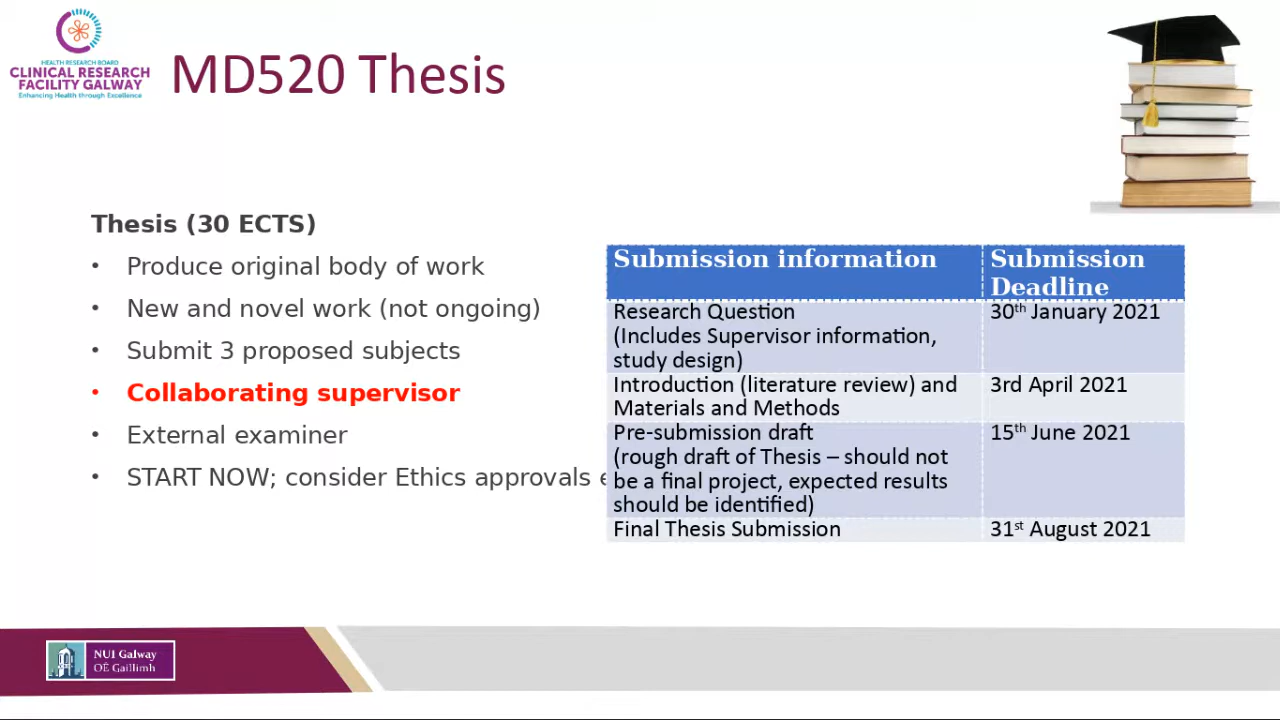 HEALTH RESEARCH BOARD
CLINICAL RESEARCH
FACILITY GALWAY
Enhancing Health through Excellence
MD520 Thesis
Thesis (30 ECTS)
• Produce original body of work
• New and novel work (not ongoing)
• Submit 3 proposed subjects
• Collaborating supervisor
• External examiner
• START NOW; consider Ethics approvals
Submission information
Submission
Deadline
Research Question
(Includes Supervisor information,
study design)
30th January 2021
Introduction (literature review) and
Materials and Methods
3rd April 2021
Pre-submission draft
(rough draft of Thesis – should not
be a final project, expected results
should be identified)
15th June 2021
Final Thesis Submission
31st August 2021
NUI Galway
OÉ Gaillimh